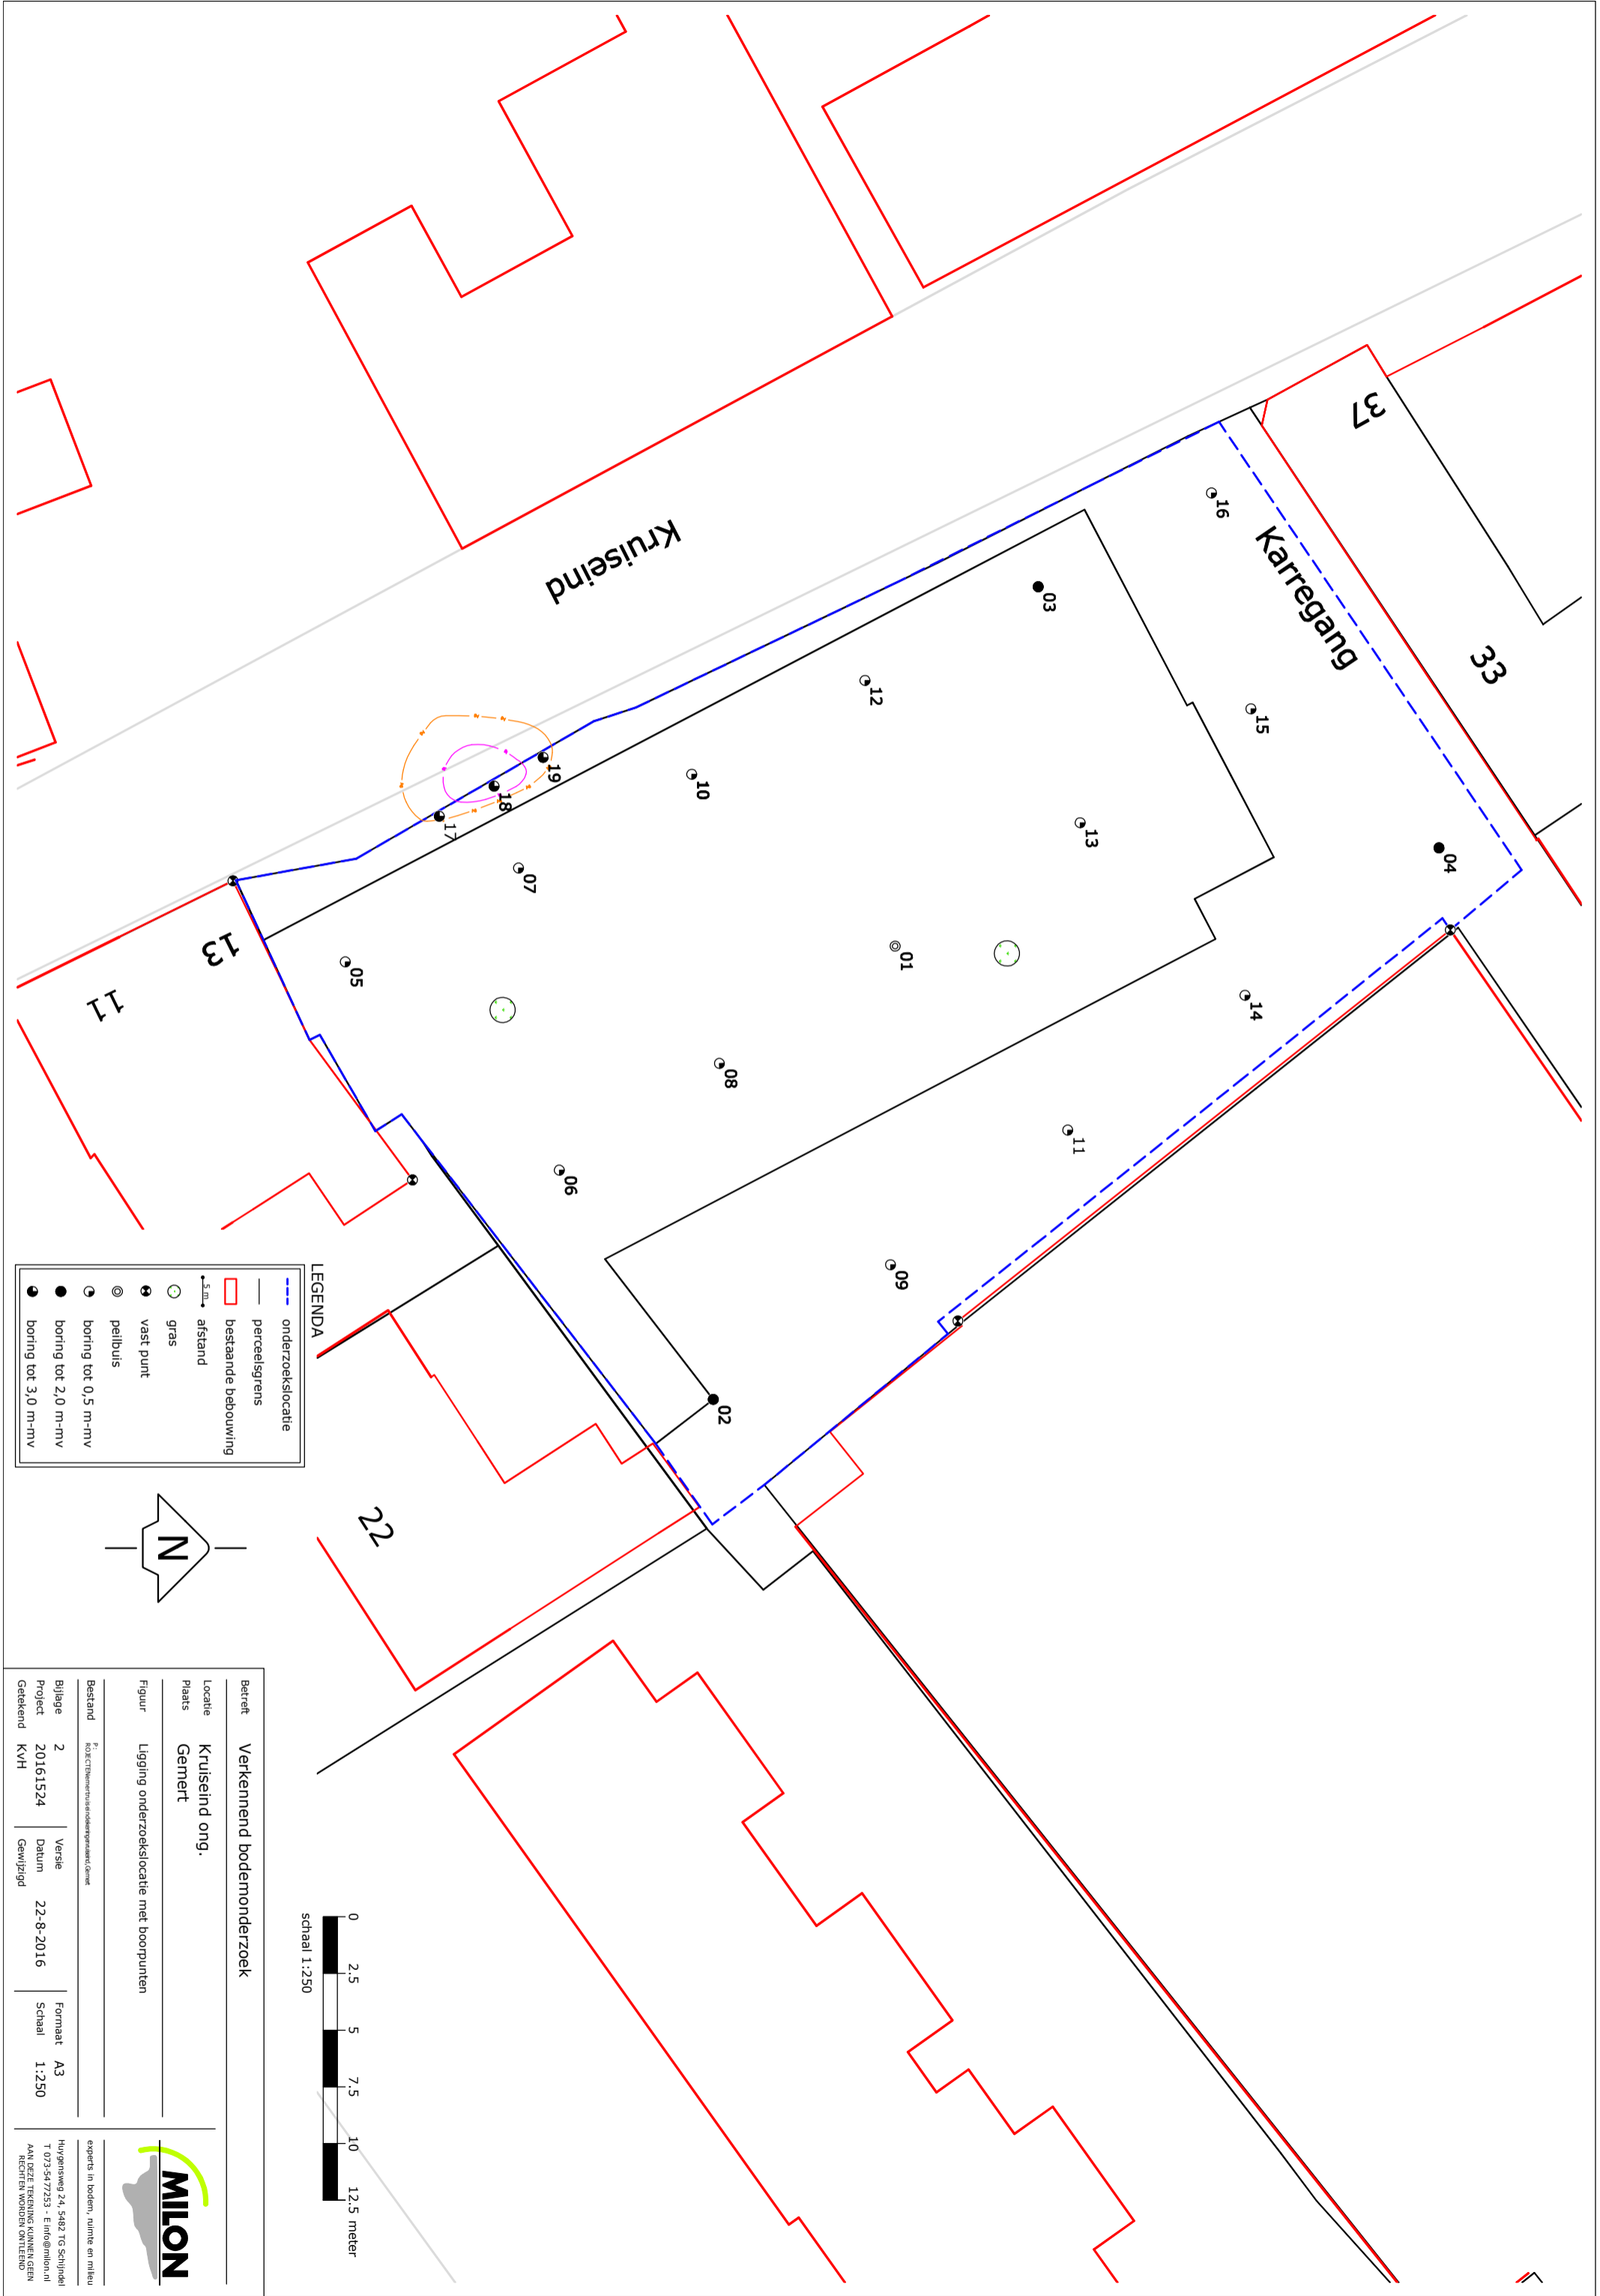 Kruiseind
Karregang
37
33
16
03
12
15
10
19
18
17
13
04
07
01
05
14
13
11
08
11
06
09
02
22
LEGENDA
onderzoekslocatie
perceelsgrens
bestaande bebouwing
5 m
afstand
gras
vast punt
peilbuis
boring tot 0,5 m-mv
boring tot 2,0 m-mv
boring tot 3,0 m-mv
N
0 2.5 5 7.5 10 12.5 meter
schaal 1:250
Betreft Verkennend bodemonderzoek
Locatie Kruiseind ong.
Plaats Gemert
Figuur Ligging onderzoekslocatie met boorpunten
Bestand
Bijlage 2 Versie Formaat A3
Project 20161524 Datum 22-8-2016 Schaal 1:250
Getekend KvH Gewijzigd
MILON
experts in bodem, ruimte en milieu
Huygensweg 24, 5482 TG Schijndel
T 073-5477253 - E info@milon.nl
AAN DEZE TEKENING KUNNEN GEEN
RECHTEN WORDEN ONTLEEND